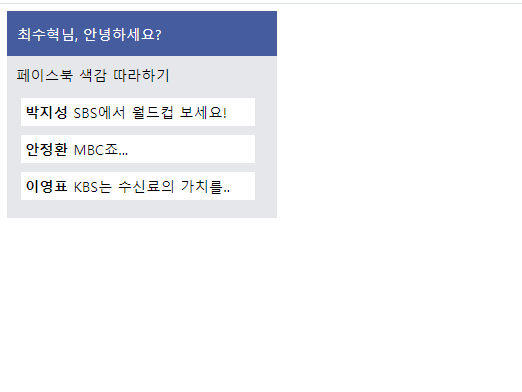 최수혁님, 안녕하세요?
페이스북 색감 따라하기
박지성 SBS에서 월드컵 보세요!
안정환 MBC죠...
이영표 KBS는 수신료의 가치를..